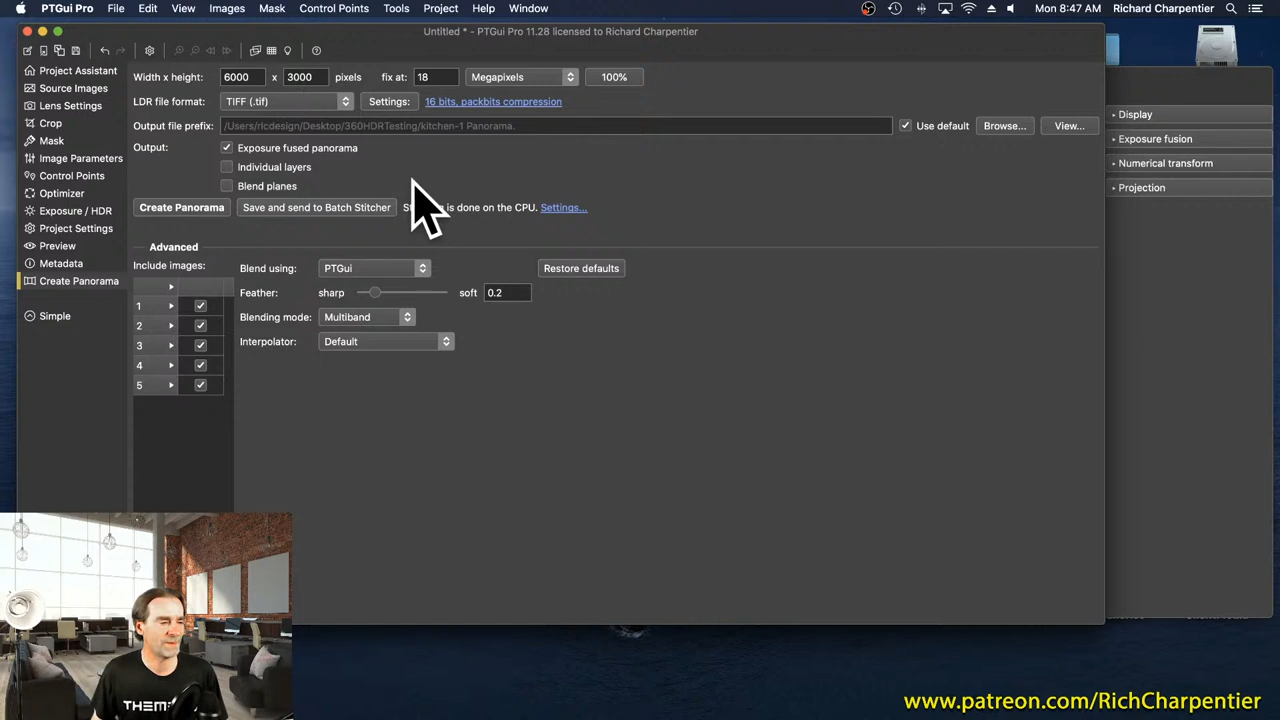 PTGui Pro File Edit View Images Mask Control Points Tools Project Help Window Mon 8:47 AM Richard Charpentier
Untitled * - PTGui Pro 11.28 licensed to Richard Charpentier
Project Assistant
Source Images
Lens Settings
Crop
Mask
Image Parameters
Control Points
Optimizer
Exposure / HDR
Project Settings
Preview
Metadata
Create Panorama
Simple
Width x height: 6000 x 3000 pixels fix at: 18 Megapixels 100%
LDR file format: TIFF (.tif) Settings: 16 bits, packbits compression
Output file prefix: /Users/rlcdesign/Desktop/360HDRTesting/kitchen-1 Panorama. Use default Browse... View...
Output: Exposure fused panorama
Individual layers
Blend planes
Create Panorama Save and send to Batch Stitcher is done on the CPU. Settings...
Advanced
Include images:
1
2
3
4
5
Blend using: PTGui Restore defaults
Feather: sharp soft 0.2
Blending mode: Multiband
Interpolator: Default
Display
Exposure fusion
Numerical transform
Projection
www.patreon.com/RichCharpentier